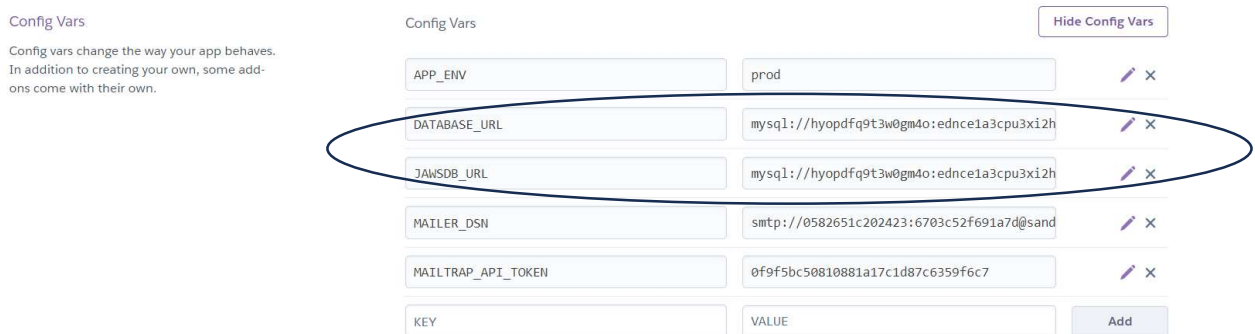 Config Vars
Config vars change the way your app behaves.
In addition to creating your own, some add-
ons come with their own.
Config Vars
Hide Config Vars
APP_ENV prod
DATABASE_URL mysql://hyopdfq9t3w0gm4o:ednce1a3cpu3xi2h
JAWSDB_URL mysql://hyopdfq9t3w0gm4o:ednce1a3cpu3xi2h
MAILER_DSN smtp://0582651c202423:6703c52f691a7d@sand
MAILTRAP_API_TOKEN 0f9f5bc50810881a17c1d87c6359f6c7
KEY VALUE Add